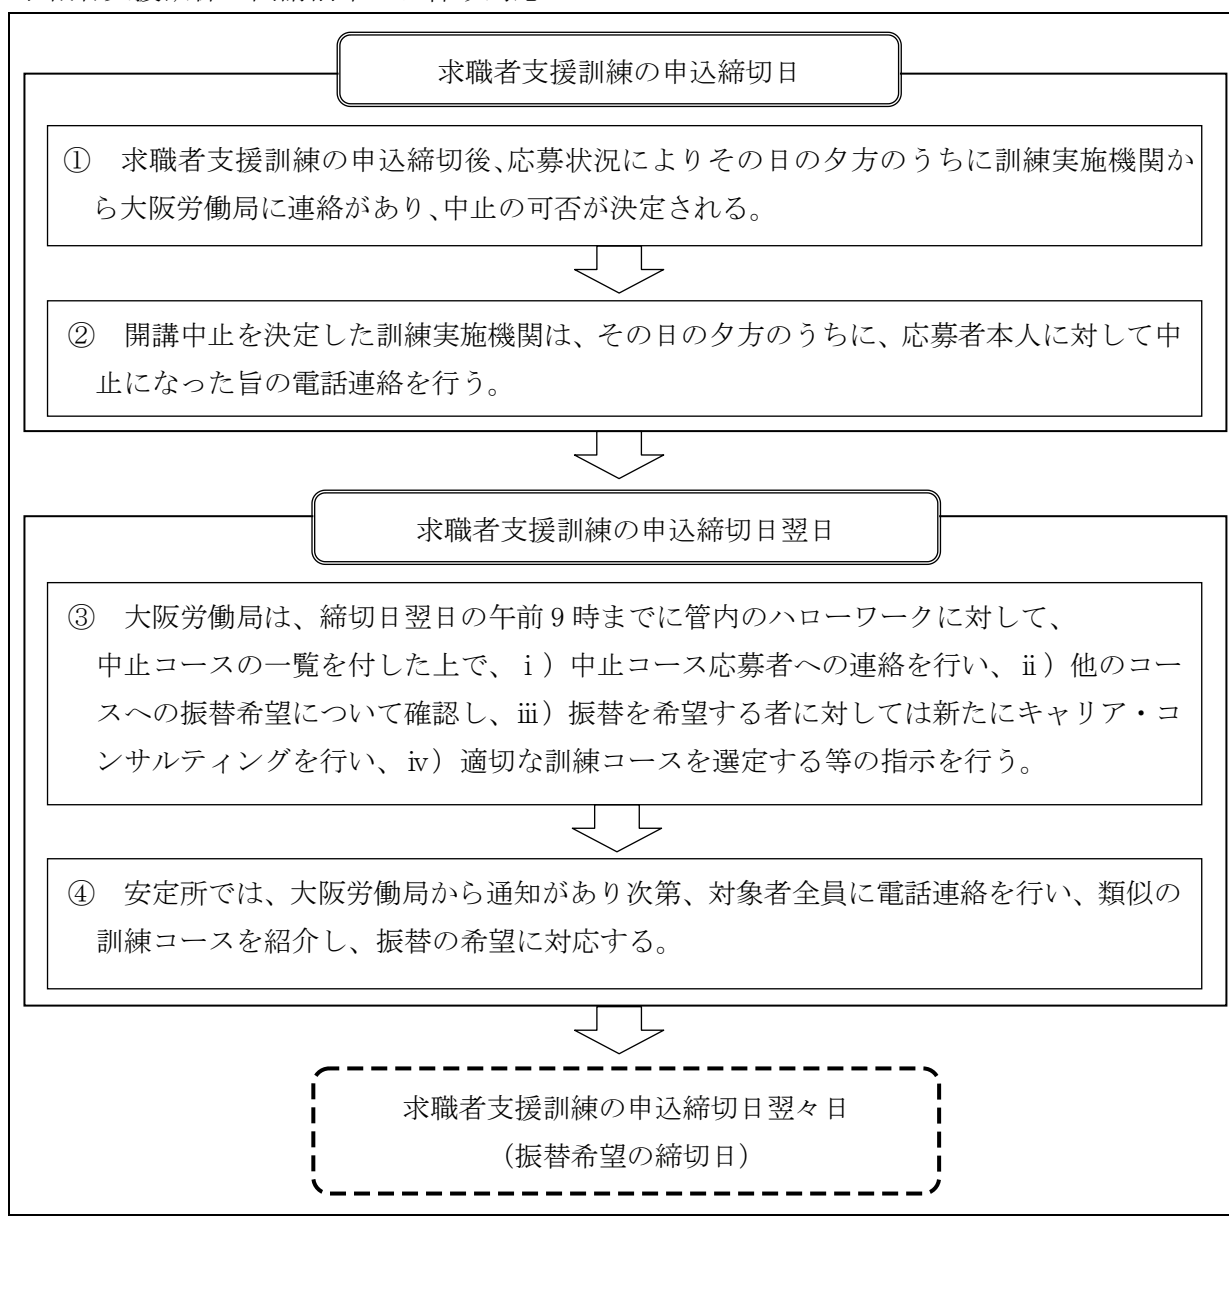 求職者支援訓練の申込締切日
① 求職者支援訓練の申込締切後、応募状況によりその日の夕方のうちに訓練実施機関か
ら大阪労働局に連絡があり、中止の可否が決定される。
② 開講中止を決定した訓練実施機関は、その日の夕方のうちに、応募者本人に対して中
止になった旨の電話連絡を行う。
求職者支援訓練の申込締切日翌日
③ 大阪労働局は、締切日翌日の午前9時までに管内のハローワークに対して、
中止コースの一覧を付した上で、ⅰ）中止コース応募者への連絡を行い、ⅱ）他のコー
スへの振替希望について確認し、ⅲ）振替を希望する者に対しては新たにキャリア・コ
ンサルティングを行い、ⅳ）適切な訓練コースを選定する等の指示を行う。
④ 安定所では、大阪労働局から通知があり次第、対象者全員に電話連絡を行い、類似の
訓練コースを紹介し、振替の希望に対応する。
求職者支援訓練の申込締切日翌々日
（振替希望の締切日）